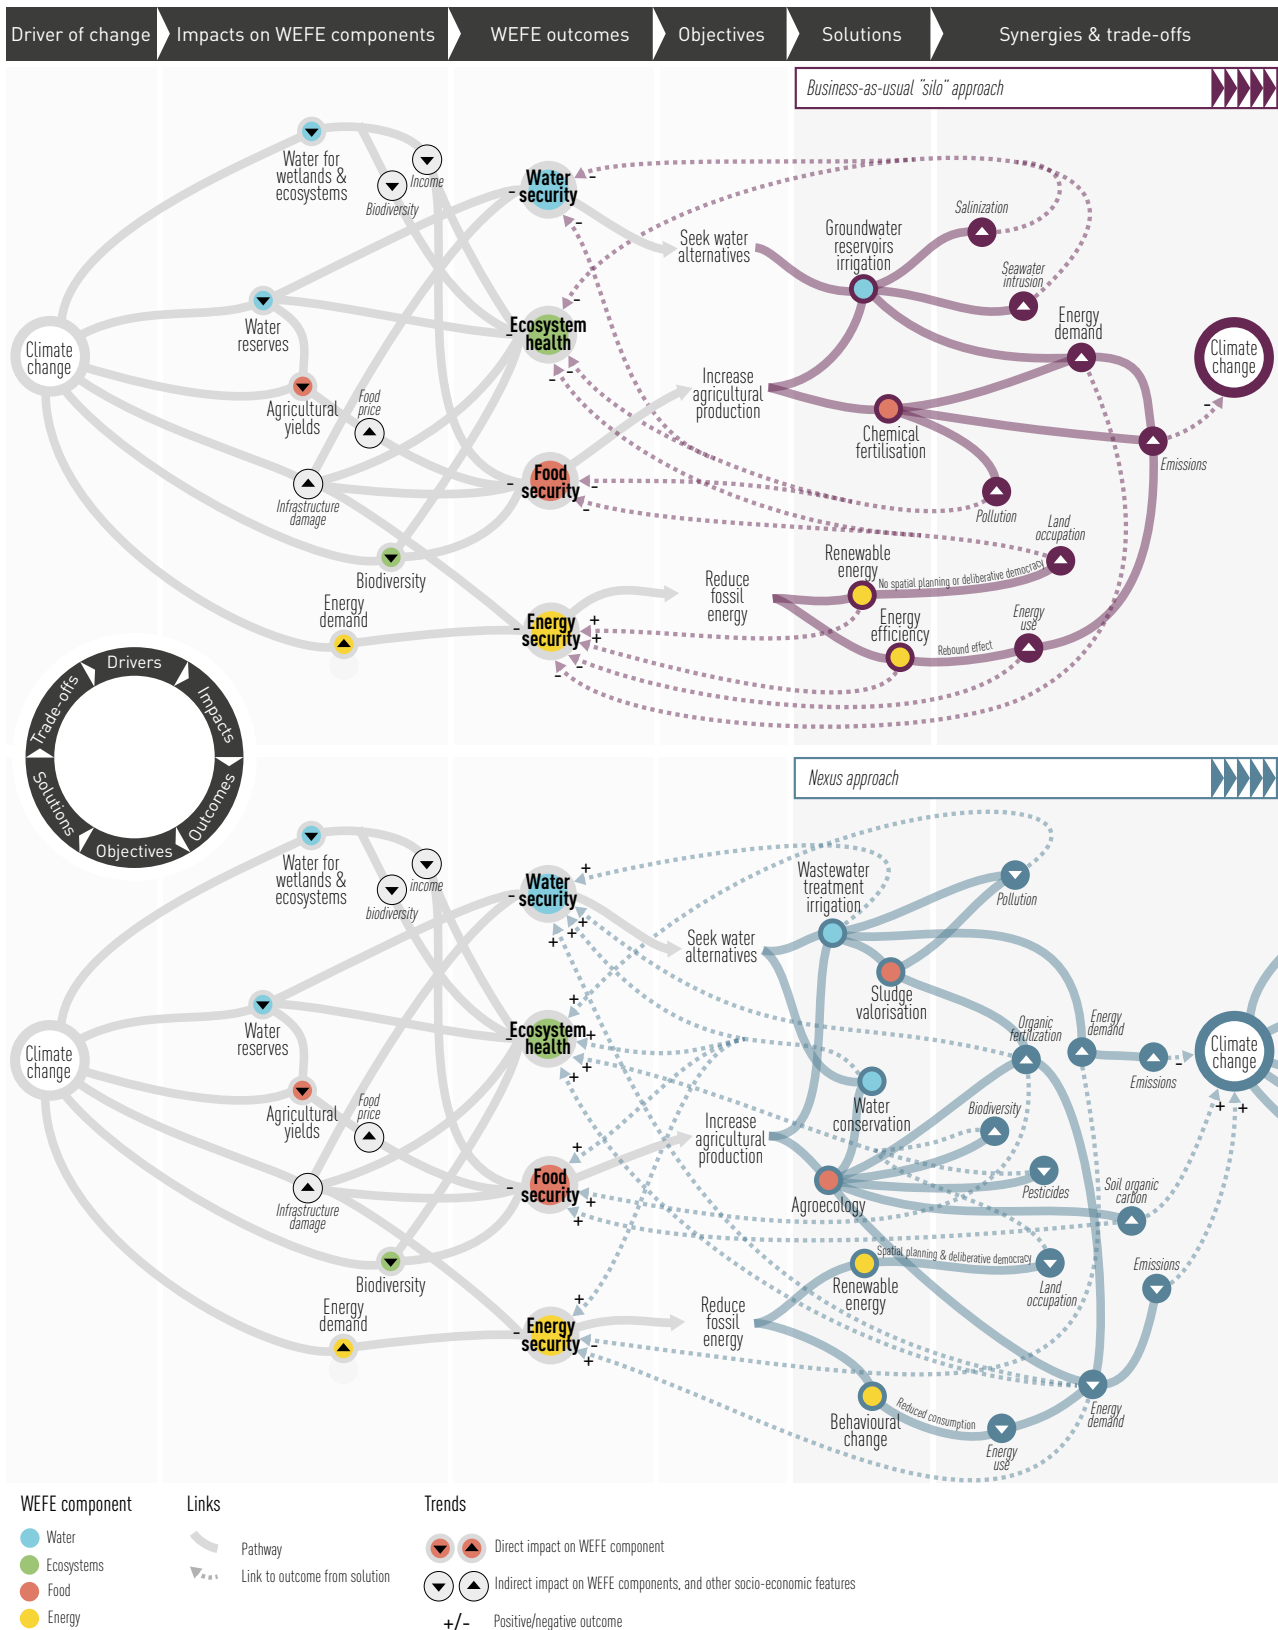 Driver of change
Impacts on WEFE components
WEFE outcomes
Objectives
Solutions
Synergies & trade-offs
Business-as-usual "silo" approach
Water for
wetlands &
ecosystems
Income
Biodiversity
Water
reserves
Climate
change
Agricultural
yields
Food
price
Infrastructure
damage
Biodiversity
Energy
demand
-
Water
security
-
-
-
Ecosystem
health
-
-
-
-
Food
security
-
-
-
Energy
security
+
+
-
-
Seek water
alternatives
Increase
agricultural
production
Reduce
fossil
energy
Groundwater
reservoirs
irrigation
Chemical
fertilisation
Renewable
energy
No spatial planning or deliberative democracy
Energy
efficiency
Rebound effect
Salinization
Seawater
intrusion
Energy
demand
Climate
change
-
Emissions
Pollution
Land
occupation
Energy
use
Drivers
Impacts
Outcomes
Objectives
Solutions
Trade-offs
Nexus approach
Water for
wetlands &
ecosystems
income
biodiversity
Water
reserves
Climate
change
Agricultural
yields
Food
price
Infrastructure
damage
Biodiversity
Energy
demand
-
Water
security
+
+
+
+
-
Ecosystem
health
+
+
+
+
-
Food
security
+
+
+
-
Energy
security
+
-
+
Seek water
alternatives
Increase
agricultural
production
Reduce
fossil
energy
Wastewater
treatment
irrigation
Sludge
valorisation
Water
conservation
Agroecology
Renewable
energy
Spatial planning & deliberative democracy
Behavioural
change
Reduced consumption
Pollution
Organic
fertilization
Energy
demand
Emissions
-
Climate
change
+ +
Biodiversity
Pesticides
Soil organic
carbon
Land
occupation
Emissions
Energy
demand
Energy
use
WEFE component
Water
Ecosystems
Food
Energy
Links
Pathway
Link to outcome from solution
Trends
Direct impact on WEFE component
Indirect impact on WEFE components, and other socio-economic features
+/- Positive/negative outcome